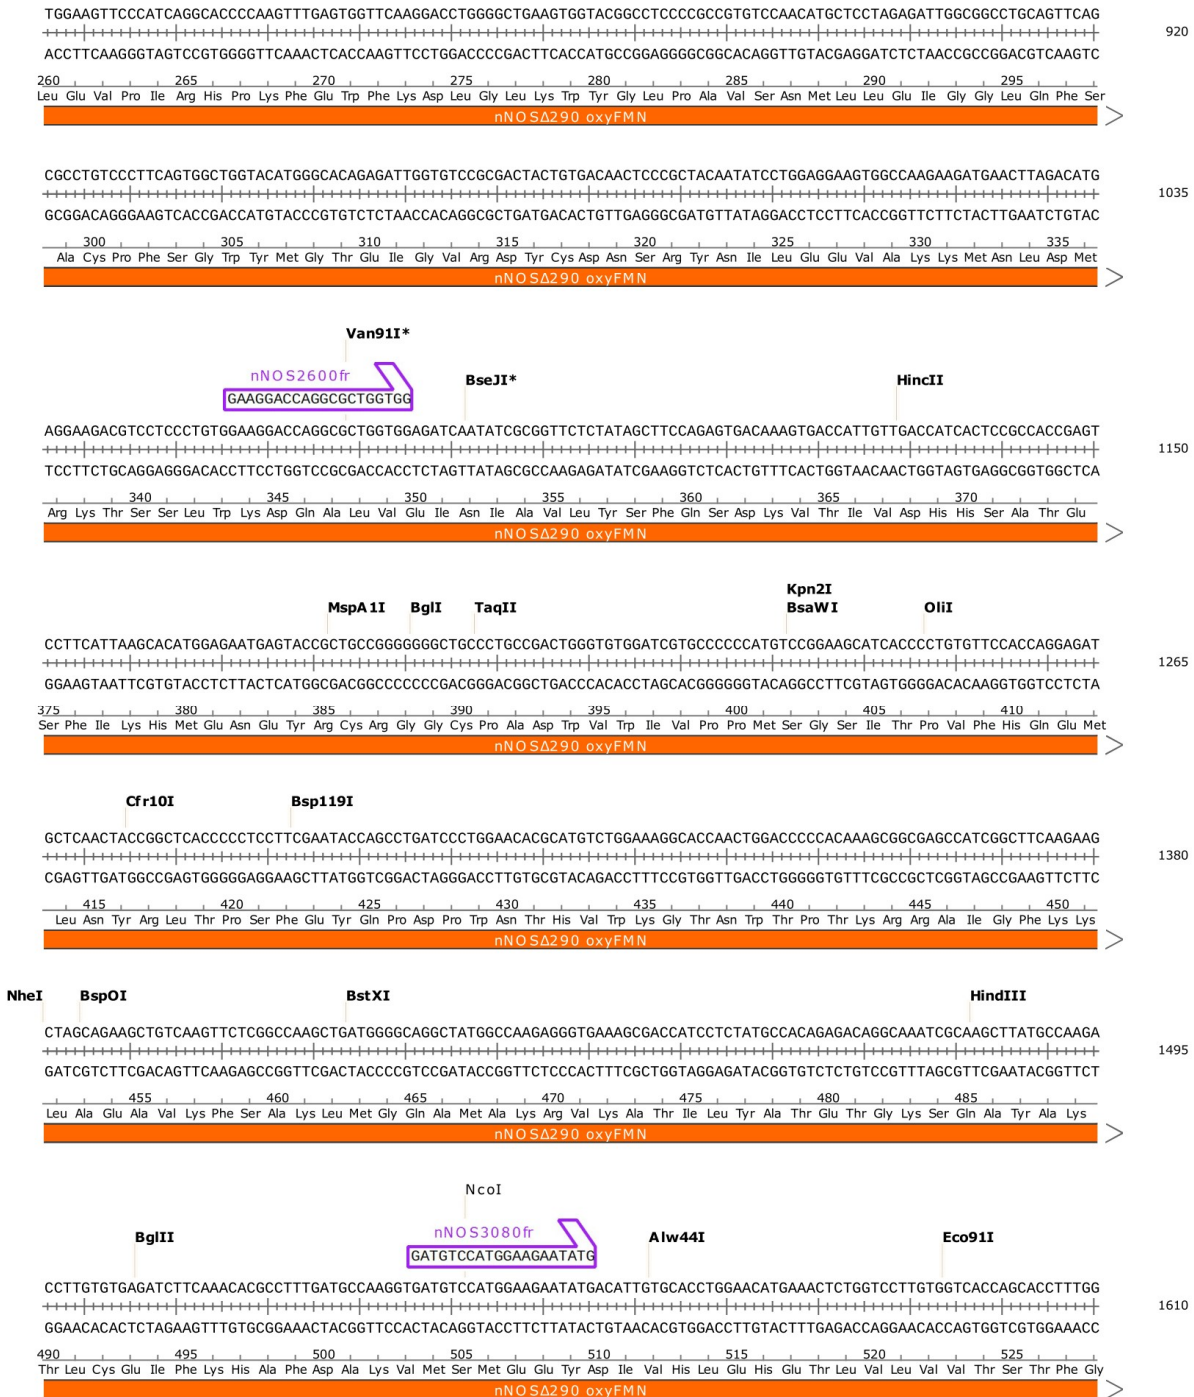 TGGAAGTTCCCATCAGGCACCCCAAGTTTGAGTGGTTCAAGGACCTGGGGCTGAAGTGGTACGGCCTCCCCGCCGTGTCCAACATGCTCCTAGAGATTGGCGGCCTGCAGTTCAG
920
ACCTTCAAGGGTAGTCCGTGGGGTTCAAACTCACCAAGTTCCTGGACCCCGACTTCACCATGCCGGAGGGGCGGCACAGGTTGTACGAGGATCTCTAACCGCCGGACGTCAAGTC
260 265 270 275 280 285 290 295
Leu Glu Val Pro Ile Arg His Pro Lys Phe Glu Trp Phe Lys Asp Leu Gly Leu Lys Trp Tyr Gly Leu Pro Ala Val Ser Asn Met Leu Leu Glu Ile Gly Gly Leu Gln Phe Ser
nNOSΔ290 oxyFMN
CGCCTGTCCCTTCAGTGGCTGGTACATGGGCACAGAGATTGGTGTCCGCGACTACTGTGACAACTCCCGCTACAATATCCTGGAGGAAGTGGCCAAGAAGATGAACTTAGACATG
1035
GCGGACAGGGAAGTCACCGACCATGTACCCGTGTCTCTAACCACAGGCGCTGATGACACTGTTGAGGGCGATGTTATAGGACCTCCTTCACCGGTTCTTCTACTTGAATCTGTAC
300 305 310 315 320 325 330 335
Ala Cys Pro Phe Ser Gly Trp Tyr Met Gly Thr Glu Ile Gly Val Arg Asp Tyr Cys Asp Asn Ser Arg Tyr Asn Ile Leu Glu Glu Val Ala Lys Lys Met Asn Leu Asp Met
nNOSΔ290 oxyFMN
Van91I*
nNOS2600fr
BseJI* HincII
GAAGGACCAGGCGCTGGTGG
AGGAAGACGTCCTCCCTGTGGAAGGACCAGGCGCTGGTGGAGATCAATATCGCGGTTCTCTATAGCTTCCAGAGTGACAAAGTGACCATTGTTGACCATCACTCCGCCACCGAGT
1150
TCCTTCTGCAGGAGGGACACCTTCCTGGTCCGCGACCACCTCTAGTTATAGCGCCAAGAGATATCGAAGGTCTCACTGTTTCACTGGTAACAACTGGTAGTGAGGCGGTGGCTCA
340 345 350 355 360 365 370
Arg Lys Thr Ser Ser Leu Trp Lys Asp Gln Ala Leu Val Glu Ile Asn Ile Ala Val Leu Tyr Ser Phe Gln Ser Asp Lys Val Thr Ile Val Asp His His Ser Ala Thr Glu
nNOSΔ290 oxyFMN
Kpn2I
MspA1I BglI TaqII BsaWI OliI
CCTTCATTAAGCACATGGAGAATGAGTACCGCTGCCGGGGGGGCTGCCCTGCCGACTGGGTGTGGATCGTGCCCCCCATGTCCGGAAGCATCACCCCTGTGTTCCACCAGGAGAT
1265
GGAAGTAATTCGTGTACCTCTTACTCATGGCGACGGCCCCCCCGACGGGACGGCTGACCCACACCTAGCACGGGGGGTACAGGCCTTCGTAGTGGGGACACAAGGTGGTCCTCTA
375 380 385 390 395 400 405 410
Ser Phe Ile Lys His Met Glu Asn Glu Tyr Arg Cys Arg Gly Gly Cys Pro Ala Asp Trp Val Trp Ile Val Pro Pro Met Ser Gly Ser Ile Thr Pro Val Phe His Gln Glu Met
nNOSΔ290 oxyFMN
Cfr10I Bsp119I
GCTCAACTACCGGCTCACCCCCTCCTTCGAATACCAGCCTGATCCCTGGAACACGCATGTCTGGAAAGGCACCAACTGGACCCCCACAAAGCGGCGAGCCATCGGCTTCAAGAAG
1380
CGAGTTGATGGCCGAGTGGGGGAGGAAGCTTATGGTCGGACTAGGGACCTTGTGCGTACAGACCTTTCCGTGGTTGACCTGGGGGTGTTTCGCCGCTCGGTAGCCGAAGTTCTTC
415 420 425 430 435 440 445 450
Leu Asn Tyr Arg Leu Thr Pro Ser Phe Glu Tyr Gln Pro Asp Pro Trp Asn Thr His Val Trp Lys Gly Thr Asn Trp Thr Pro Thr Lys Arg Arg Ala Ile Gly Phe Lys Lys
nNOSΔ290 oxyFMN
NheI BspOI BstXI HindIII
CTAGCAGAAGCTGTCAAGTTCTCGGCCAAGCTGATGGGGCAGGCTATGGCCAAGAGGGTGAAAGCGACCATCCTCTATGCCACAGAGACAGGCAAATCGCAAGCTTATGCCAAGA
1495
GATCGTCTTCGACAGTTCAAGAGCCGGTTCGACTACCCCGTCCGATACCGGTTCTCCCACTTTCGCTGGTAGGAGATACGGTGTCTCTGTCCGTTTAGCGTTCGAATACGGTTCT
455 460 465 470 475 480 485
Leu Ala Glu Ala Val Lys Phe Ser Ala Lys Leu Met Gly Gln Ala Met Ala Lys Arg Val Lys Ala Thr Ile Leu Tyr Ala Thr Glu Thr Gly Lys Ser Gln Ala Tyr Ala Lys
nNOSΔ290 oxyFMN
NcoI
nNOS3080fr
BglII Alw44I Eco91I
GATGTCCATGGAAGAATATG
CCTTGTGTGAGATCTTCAAACACGCCTTTGATGCCAAGGTGATGTCCATGGAAGAATATGACATTGTGCACCTGGAACATGAAACTCTGGTCCTTGTGGTCACCAGCACCTTTGG
1610
GGAACACACTCTAGAAGTTTGTGCGGAAACTACGGTTCCACTACAGGTACCTTCTTATACTGTAACACGTGGACCTTGTACTTTGAGACCAGGAACACCAGTGGTCGTGGAAACC
490 495 500 505 510 515 520 525
Thr Leu Cys Glu Ile Phe Lys His Ala Phe Asp Ala Lys Val Met Ser Met Glu Glu Tyr Asp Ile Val His Leu Glu His Glu Thr Leu Val Leu Val Val Thr Ser Thr Phe Gly
nNOSΔ290 oxyFMN